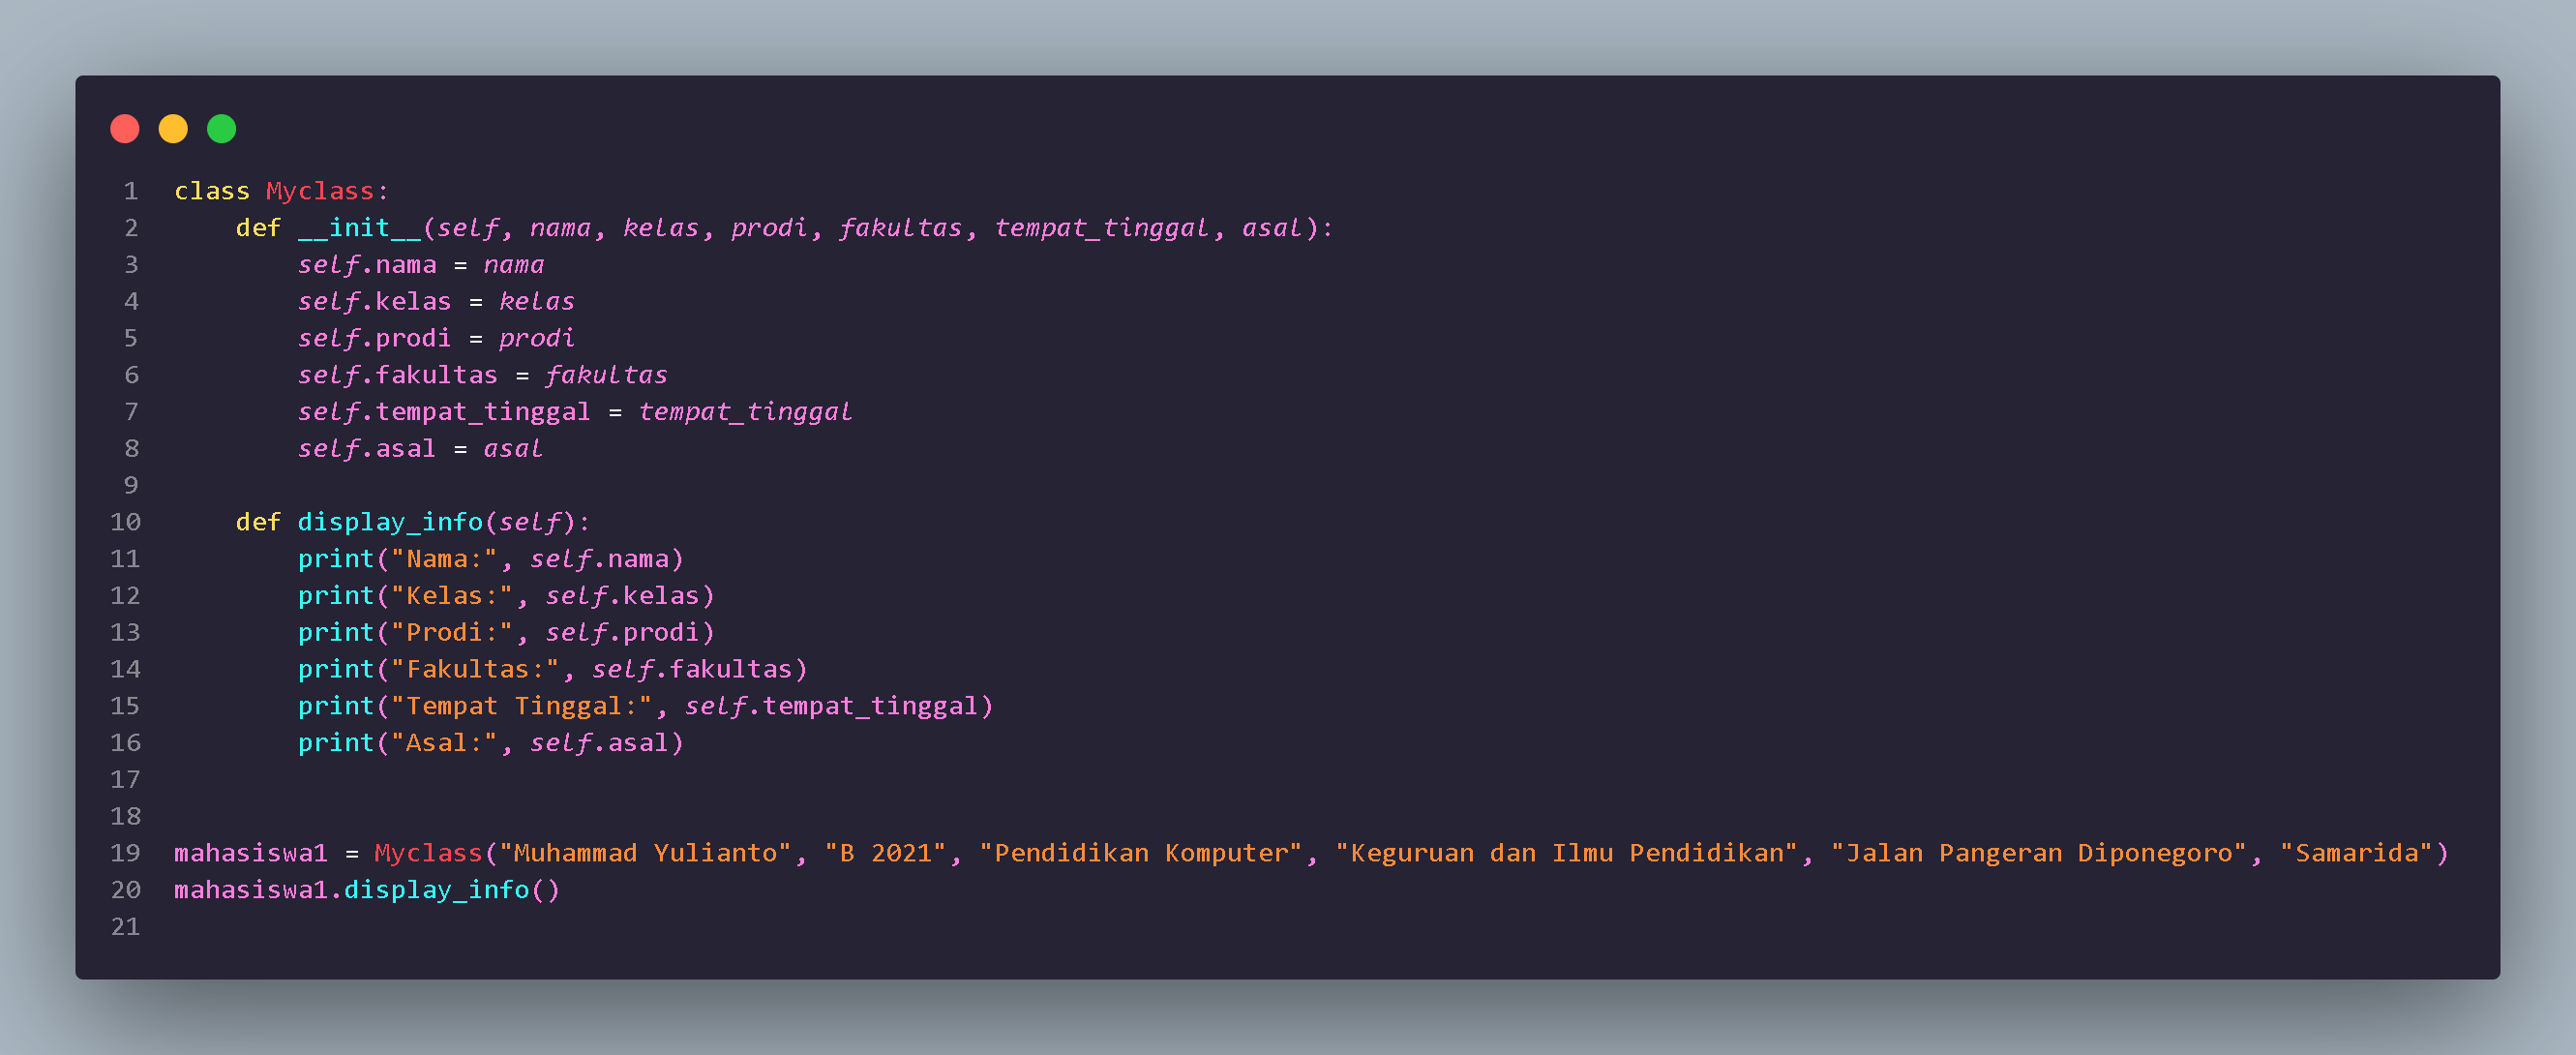 1 class Myclass:
2     def __init__(self, nama, kelas, prodi, fakultas, tempat_tinggal, asal):
3         self.nama = nama
4         self.kelas = kelas
5         self.prodi = prodi
6         self.fakultas = fakultas
7         self.tempat_tinggal = tempat_tinggal
8         self.asal = asal
9
10     def display_info(self):
11         print("Nama:", self.nama)
12         print("Kelas:", self.kelas)
13         print("Prodi:", self.prodi)
14         print("Fakultas:", self.fakultas)
15         print("Tempat Tinggal:", self.tempat_tinggal)
16         print("Asal:", self.asal)
17
18
19 mahasiswa1 = Myclass("Muhammad Yulianto", "B 2021", "Pendidikan Komputer", "Keguruan dan Ilmu Pendidikan", "Jalan Pangeran Diponegoro", "Samarida")
20 mahasiswa1.display_info()
21